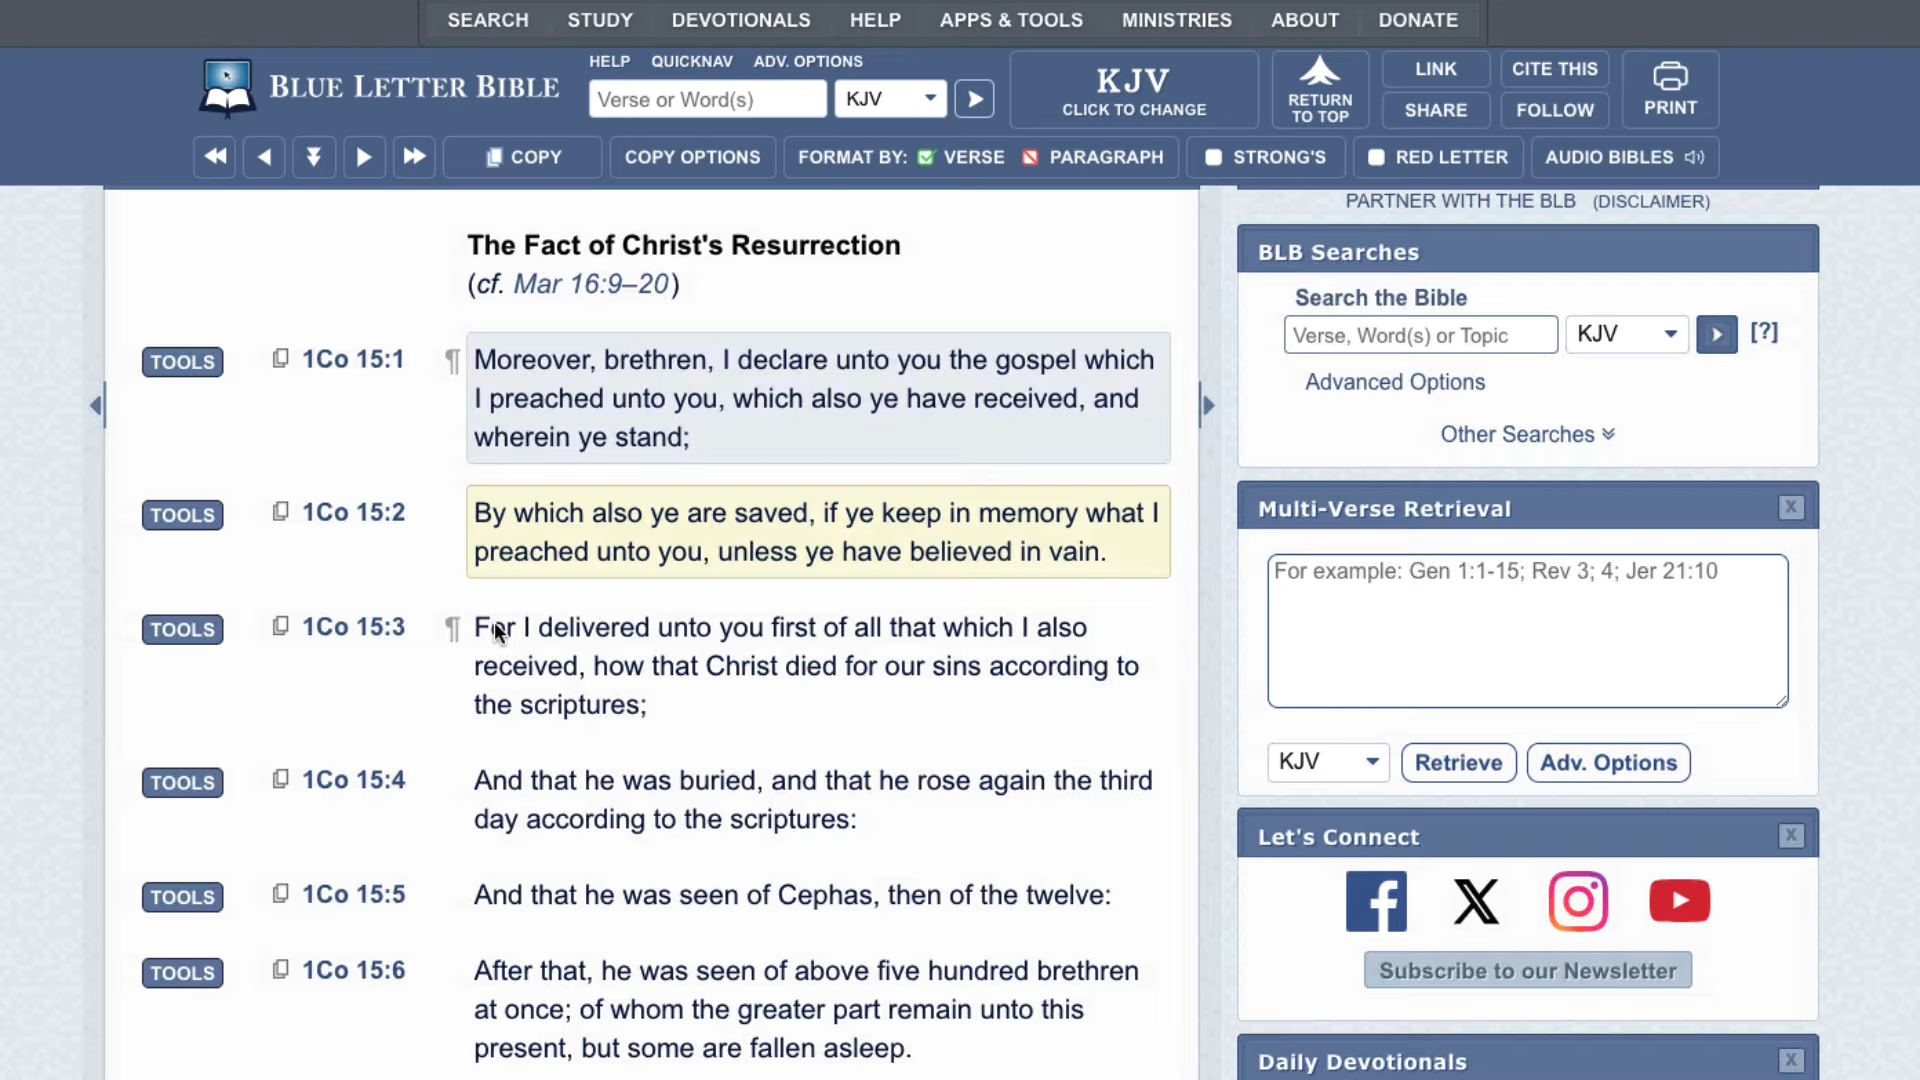 SEARCH STUDY DEVOTIONALS HELP APPS & TOOLS MINISTRIES ABOUT DONATE
BLUE LETTER BIBLE
HELP QUICKNAV ADV. OPTIONS
Verse or Word(s) KJV
KJV
CLICK TO CHANGE
RETURN
TO TOP
LINK CITE THIS
SHARE FOLLOW
PRINT
COPY COPY OPTIONS FORMAT BY: VERSE PARAGRAPH STRONG'S RED LETTER AUDIO BIBLES
The Fact of Christ's Resurrection
(cf. Mar 16:9–20)
TOOLS 1Co 15:1 ¶ Moreover, brethren, I declare unto you the gospel which
I preached unto you, which also ye have received, and
wherein ye stand;
TOOLS 1Co 15:2 By which also ye are saved, if ye keep in memory what I
preached unto you, unless ye have believed in vain.
TOOLS 1Co 15:3 ¶ For I delivered unto you first of all that which I also
received, how that Christ died for our sins according to
the scriptures;
TOOLS 1Co 15:4 And that he was buried, and that he rose again the third
day according to the scriptures:
TOOLS 1Co 15:5 And that he was seen of Cephas, then of the twelve:
TOOLS 1Co 15:6 After that, he was seen of above five hundred brethren
at once; of whom the greater part remain unto this
present, but some are fallen asleep.
PARTNER WITH THE BLB (DISCLAIMER)
BLB Searches
Search the Bible
Verse, Word(s) or Topic KJV [?]
Advanced Options
Other Searches
Multi-Verse Retrieval X
For example: Gen 1:1-15; Rev 3; 4; Jer 21:10
KJV Retrieve Adv. Options
Let's Connect X
Subscribe to our Newsletter
Daily Devotionals X